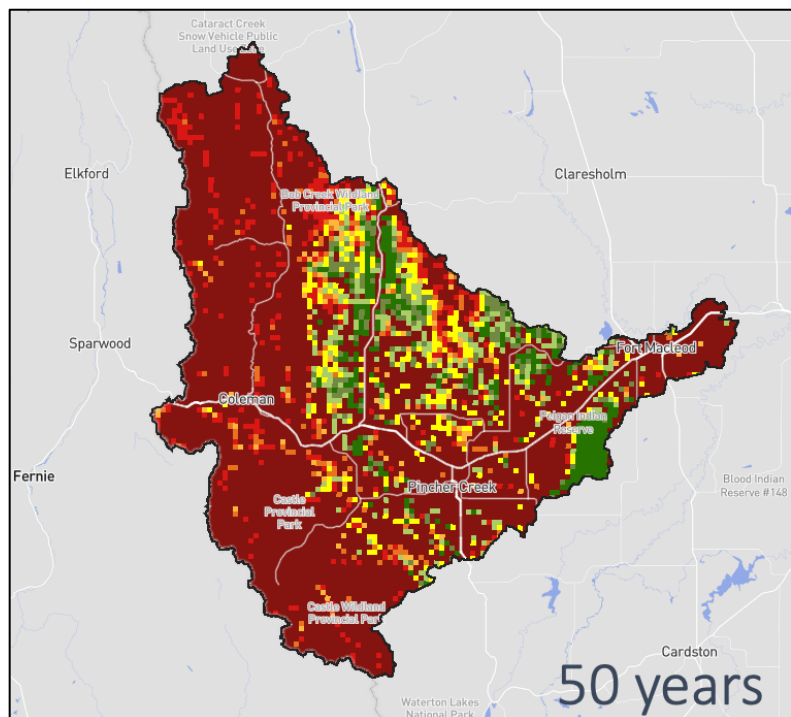 Cataract Creek
Snow Vehicle Public
Land Use Zone
Elkford
Claresholm
Bob Creek Wildland
Provincial Park
Sparwood
Fort Macleod
Coleman
Peigan Indian
Reserve
Fernie
Pincher Creek
Blood Indian
Reserve #148
Castle
Provincial
Park
Castle Wildland
Provincial Par
Cardston
50 years
Waterton Lakes
National Park